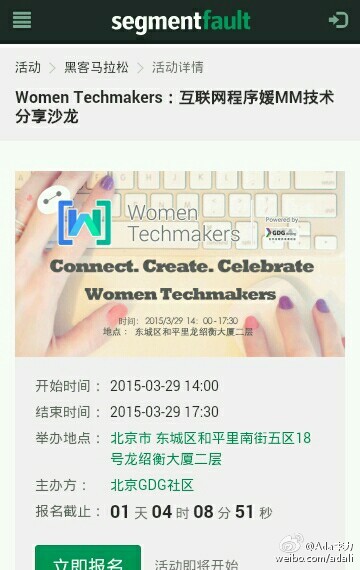 segmentfault
活动 > 黑客马拉松 > 活动详情
Women Techmakers：互联网程序媛MM技术
分享沙龙
Women
Techmakers
Powered by
GDG
Connect. Create. Celebrate
Women Techmakers
时间: 2015/3/29 14：00-17:30
地点： 东城区和平里龙绍衡大厦二层
开始时间： 2015-03-29 14:00
结束时间： 2015-03-29 17:30
举办地点： 北京市 东城区和平里南街五区18
号龙绍衡大厦二层
主办方： 北京GDG社区
报名截止： 01 天 04 时 08 分 51 秒
立即报名 活动即将开始
weibo.com/adali